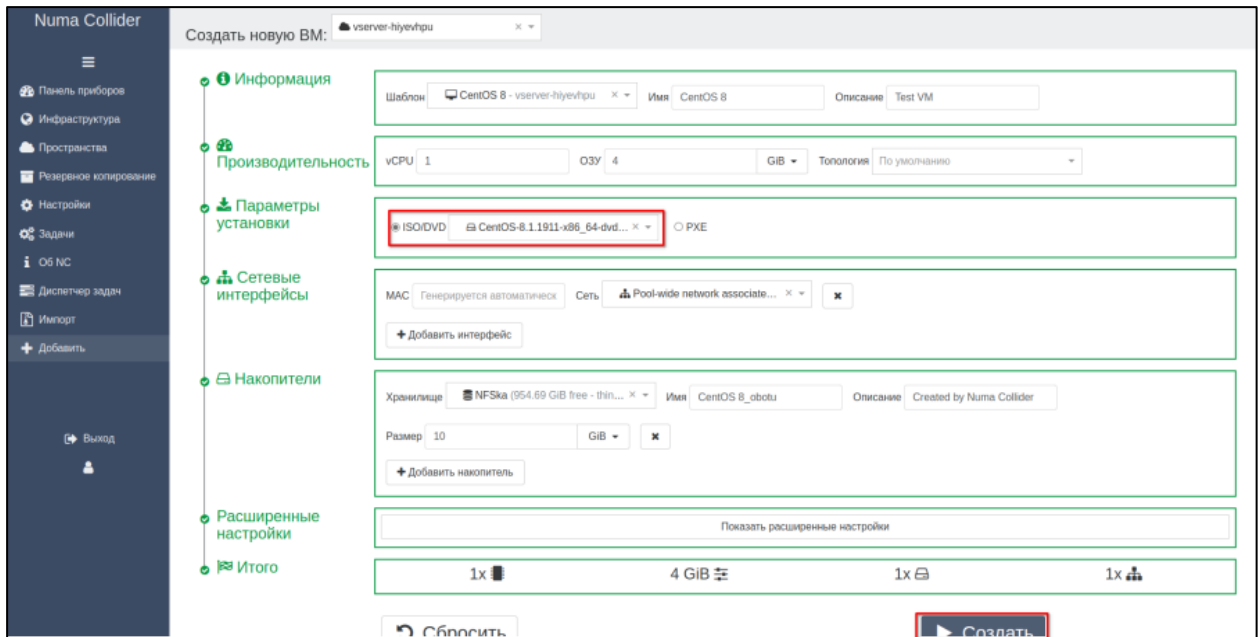 Numa Collider
Создать новую ВМ: vserver-hiyevhpu
Панель приборов
Инфраструктура
Пространства
Резервное копирование
Настройки
Задачи
Об NC
Диспетчер задач
Импорт
Добавить
Выход
Информация
Шаблон CentOS 8 - vserver-hiyevhpu Имя CentOS 8 Описание Test VM
Производительность
vCPU 1 ОЗУ 4 GiB Топология По умолчанию
Параметры
установки
ISO/DVD CentOS-8.1.1911-x86_64-dvd... PXE
Сетевые
интерфейсы
MAC Генерируется автоматическ Сеть Pool-wide network associate...
Добавить интерфейс
Накопители
Хранилище NFSka (954.69 GiB free - thin... Имя CentOS 8_obotu Описание Created by Numa Collider
Размер 10 GiB
Добавить накопитель
Расширенные
настройки
Показать расширенные настройки
Итого
1x 4 GiB 1x 1x
Сбросить Создать